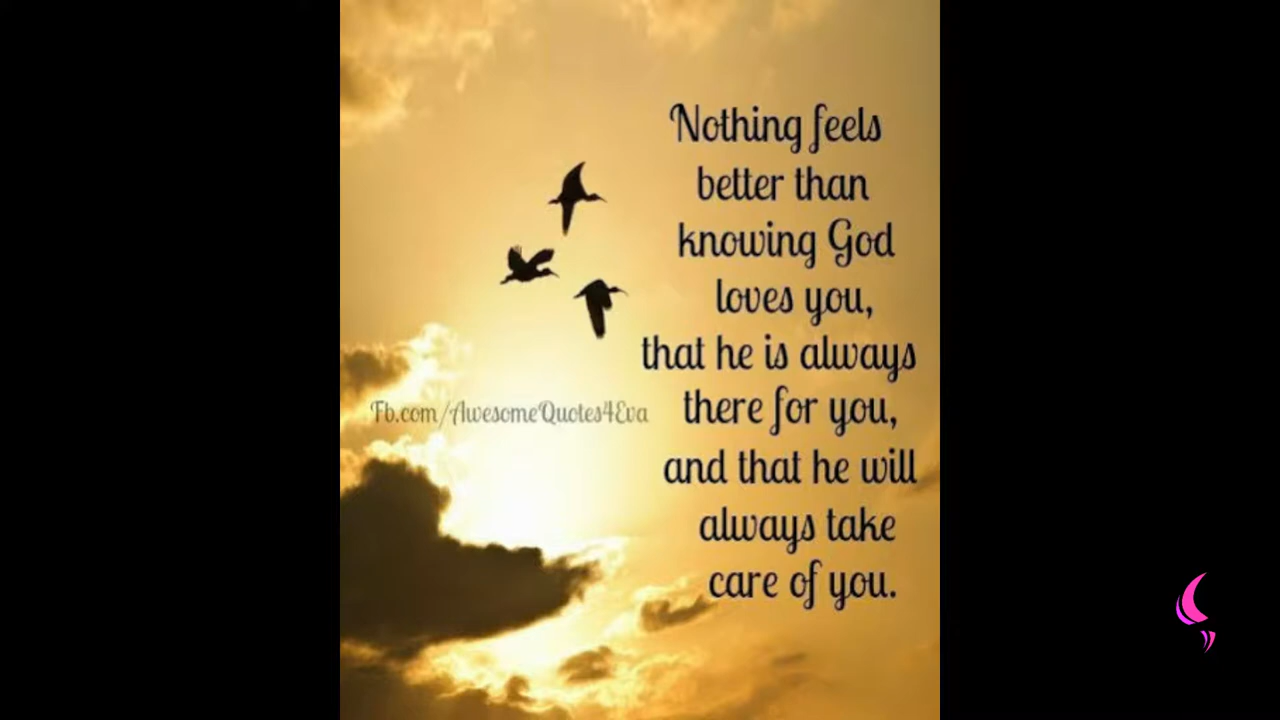 Nothing feels
better than
knowing God
loves you,
that he is always
there for you,
and that he will
always take
care of you.
Fb.com/AwesomeQuotes4Eva